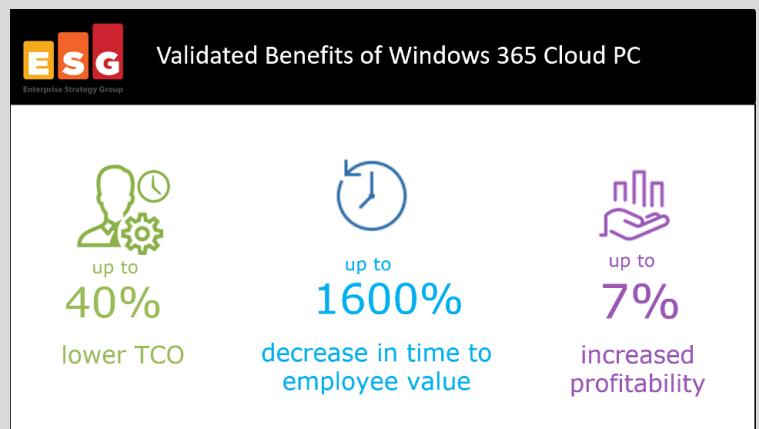 ESG
Enterprise Strategy Group
Validated Benefits of Windows 365 Cloud PC
up to
40%
lower TCO
up to
1600%
decrease in time to
employee value
up to
7%
increased
profitability